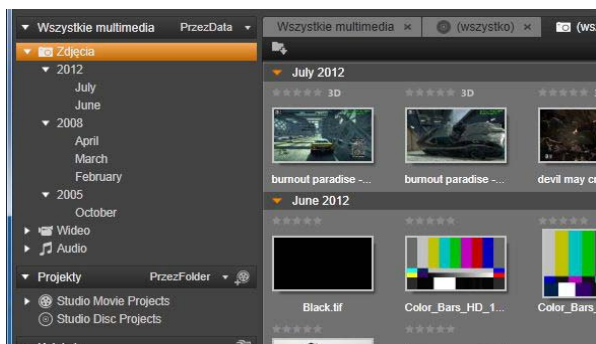 Wszystkie multimedia PrzezData
Zdjęcia
2012
July
June
2008
April
March
February
2005
October
Wideo
Audio
Projekty PrzezFolder
Studio Movie Projects
Studio Disc Projects
Wszystkie multimedia × (wszystko) × (ws
July 2012
3D 3D
burnout paradise -... burnout paradise -... devil may c
June 2012
Black.tif Color_Bars_HD_1... Color_Bars